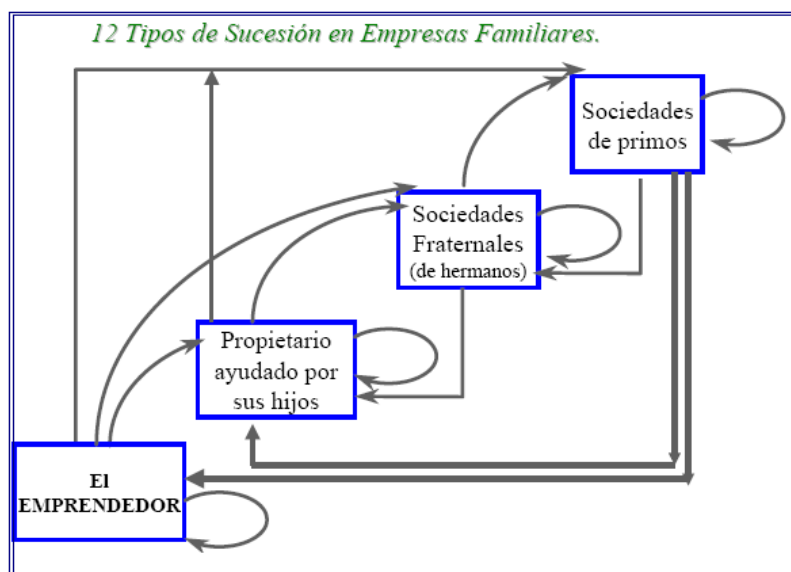 12 Tipos de Sucesión en Empresas Familiares.
Sociedades
de primos
Sociedades
Fraternales
(de hermanos)
Propietario
ayudado por
sus hijos
El
EMPRENDEDOR